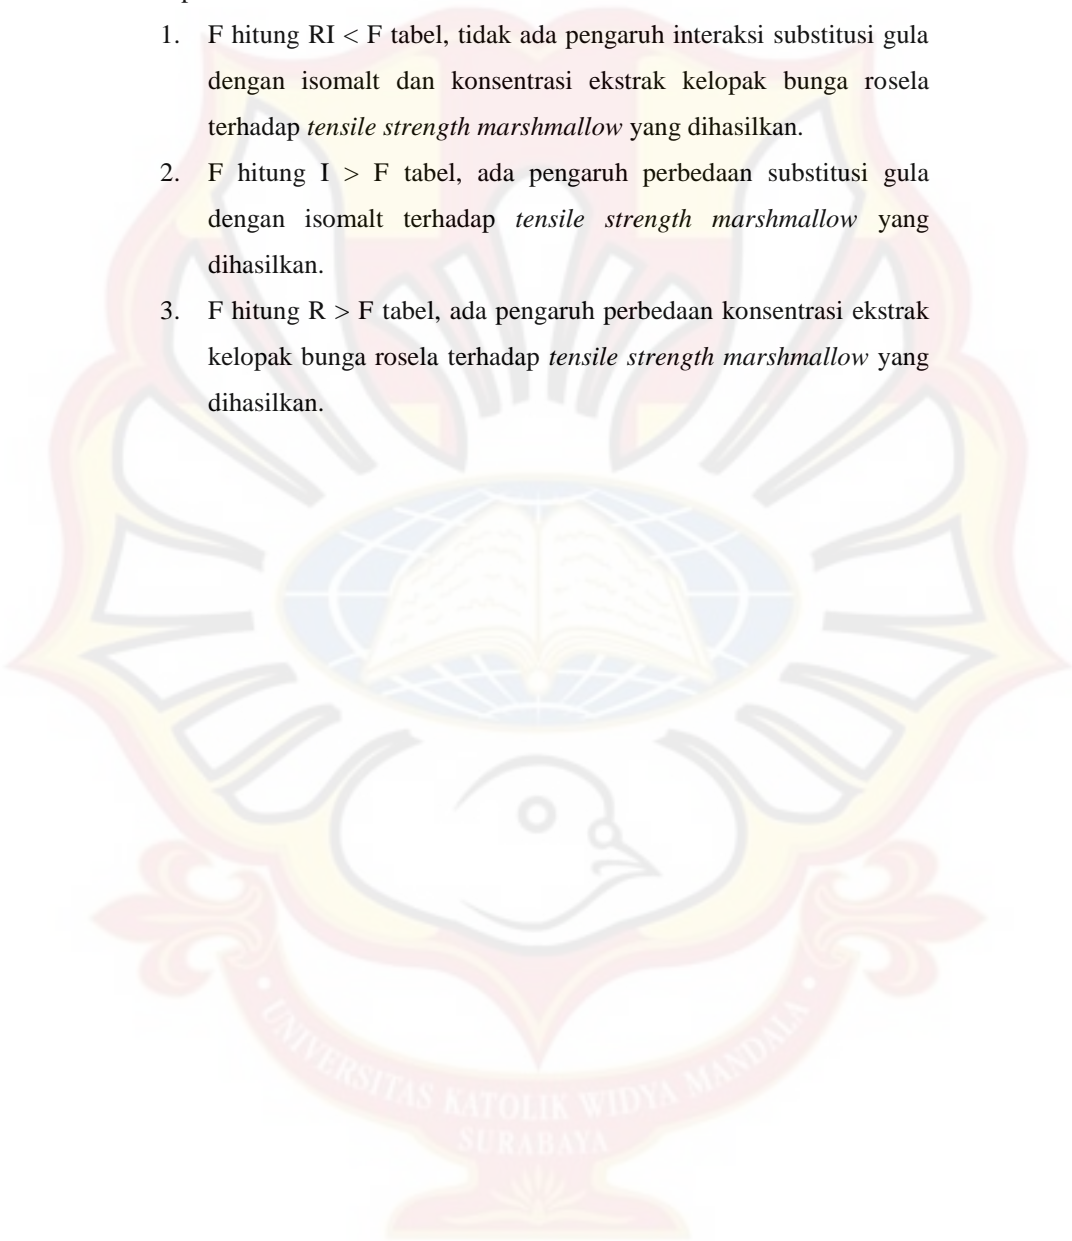 1. F hitung RI < F tabel, tidak ada pengaruh interaksi substitusi gula
dengan isomalt dan konsentrasi ekstrak kelopak bunga rosela
terhadap tensile strength marshmallow yang dihasilkan.
2. F hitung I > F tabel, ada pengaruh perbedaan substitusi gula
dengan isomalt terhadap tensile strength marshmallow yang
dihasilkan.
3. F hitung R > F tabel, ada pengaruh perbedaan konsentrasi ekstrak
kelopak bunga rosela terhadap tensile strength marshmallow yang
dihasilkan.
• UNIVERSITAS KATOLIK WIDYA MANDALA •
SURABAYA